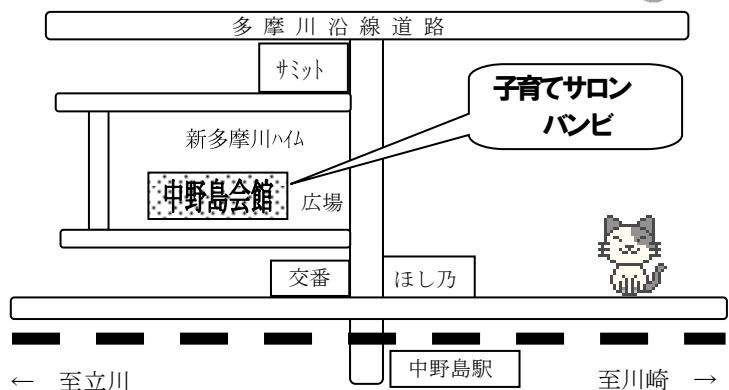 多摩川沿線道路
ｻﾐｯﾄ
子育てサロン
バンビ
新多摩川ﾊｲﾑ
中野島会館
広場
交番
ほし乃
中野島駅
← 至立川
至川崎 →